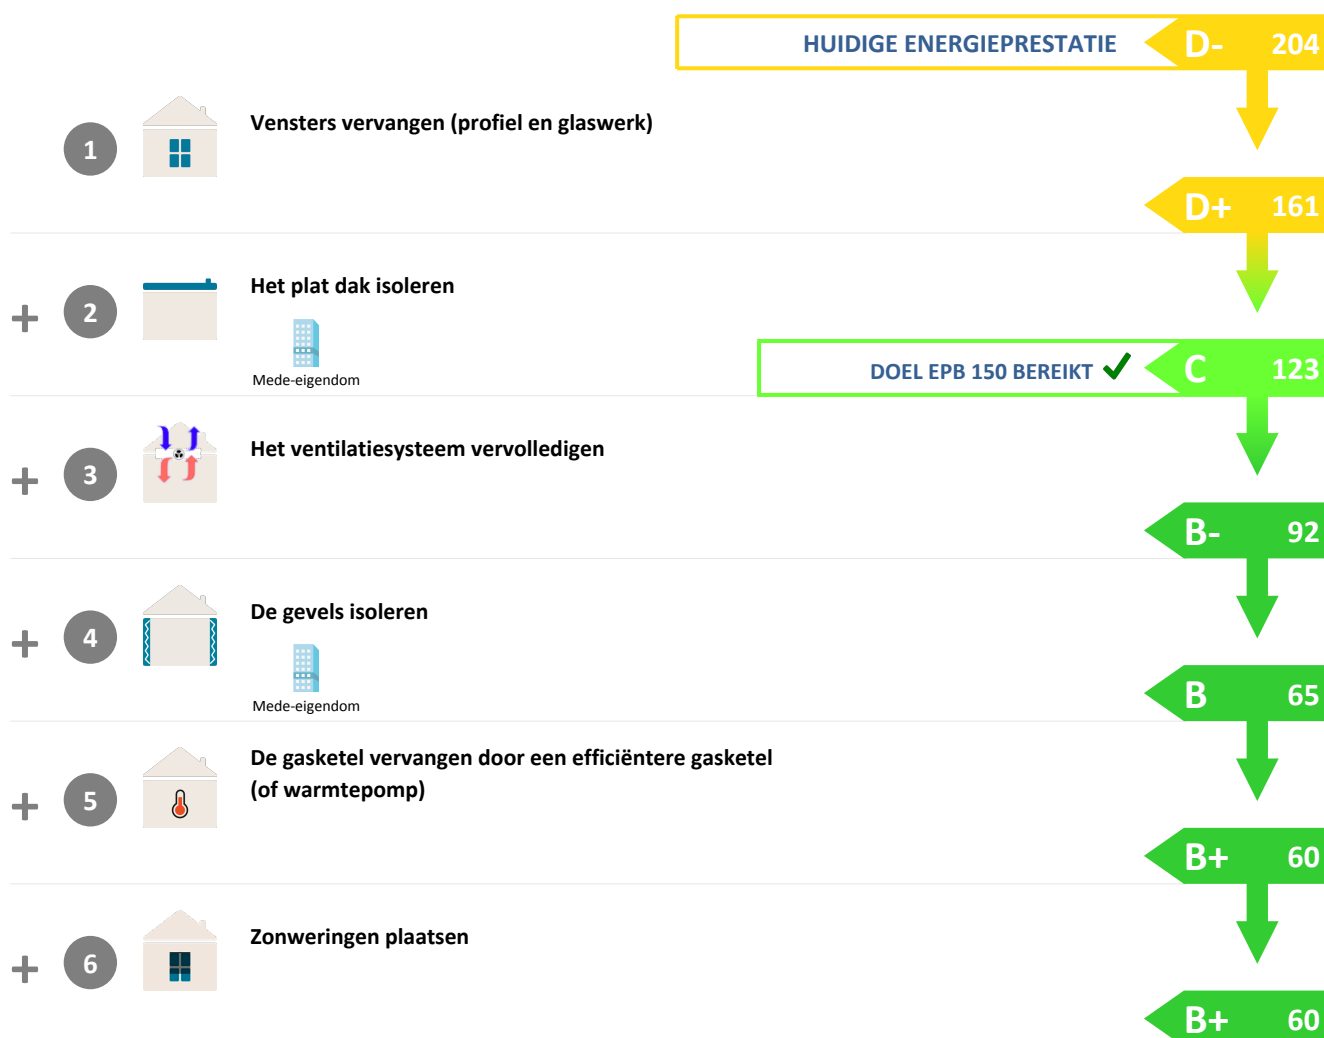 HUIDIGE ENERGIEPRESTATIE D- 204
1 Vensters vervangen (profiel en glaswerk)
D+ 161
+ 2 Het plat dak isoleren
Mede-eigendom
DOEL EPB 150 BEREIKT ✓ C 123
+ 3 Het ventilatiesysteem vervolledigen
B- 92
+ 4 De gevels isoleren
Mede-eigendom
B 65
+ 5 De gasketel vervangen door een efficiëntere gasketel
(of warmtepomp)
B+ 60
+ 6 Zonweringen plaatsen
B+ 60